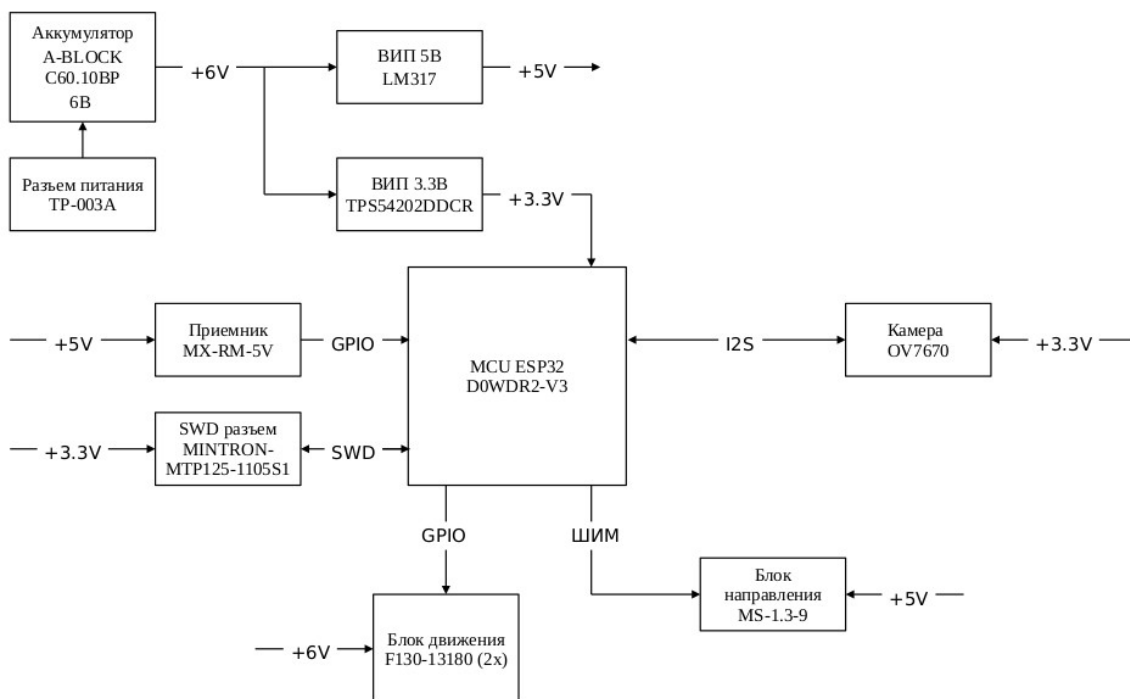 Аккумулятор
A-BLOCK
C60.10BP
6В
+6V
ВИП 5В
LM317
+5V
Разъем питания
TP-003A
ВИП 3.3В
TPS54202DDCR
+3.3V
+5V
Приемник
MX-RM-5V
GPIO
MCU ESP32
D0WDR2-V3
I2S
Камера
OV7670
+3.3V
+3.3V
SWD разъем
MINTRON-
MTP125-1105S1
SWD
GPIO
ШИМ
+6V
Блок движения
F130-13180 (2x)
Блок
направления
MS-1.3-9
+5V